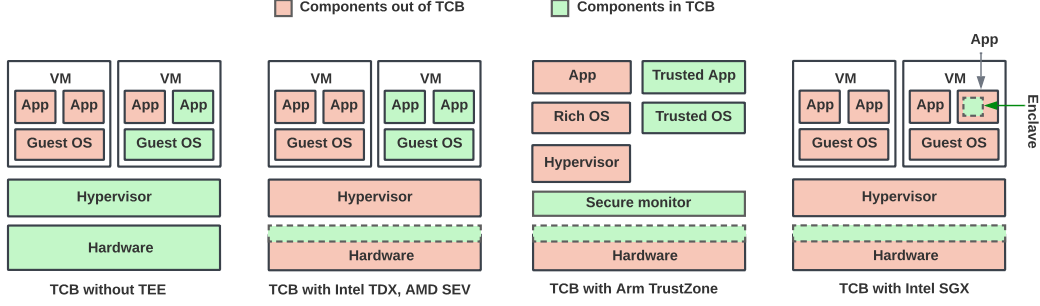 Components out of TCB
Components in TCB
VM
App
App
Guest OS
VM
App
App
Guest OS
Hypervisor
Hardware
TCB without TEE
VM
App
App
Guest OS
VM
App
App
Guest OS
Hypervisor
Hardware
TCB with Intel TDX, AMD SEV
App
Trusted App
Rich OS
Trusted OS
Hypervisor
Secure monitor
Hardware
TCB with Arm TrustZone
App
VM
App
App
Guest OS
VM
App
Guest OS
Enclave
Hypervisor
Hardware
TCB with Intel SGX